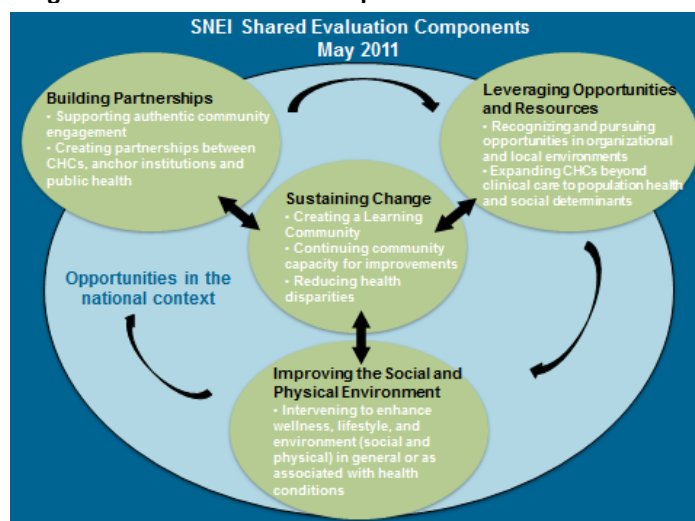 SNEI Shared Evaluation Components
May 2011
Building Partnerships
• Supporting authentic community
engagement
• Creating partnerships between
CHCs, anchor institutions and
public health
Leveraging Opportunities
and Resources
• Recognizing and pursuing
opportunities in organizational
and local environments
• Expanding CHCs beyond
clinical care to population health
and social determinants
Sustaining Change
• Creating a Learning
Community
• Continuing community
capacity for improvements
• Reducing health
disparities
Opportunities in the
national context
Improving the Social and
Physical Environment
• Intervening to enhance
wellness, lifestyle, and
environment (social and
physical) in general or as
associated with health
conditions